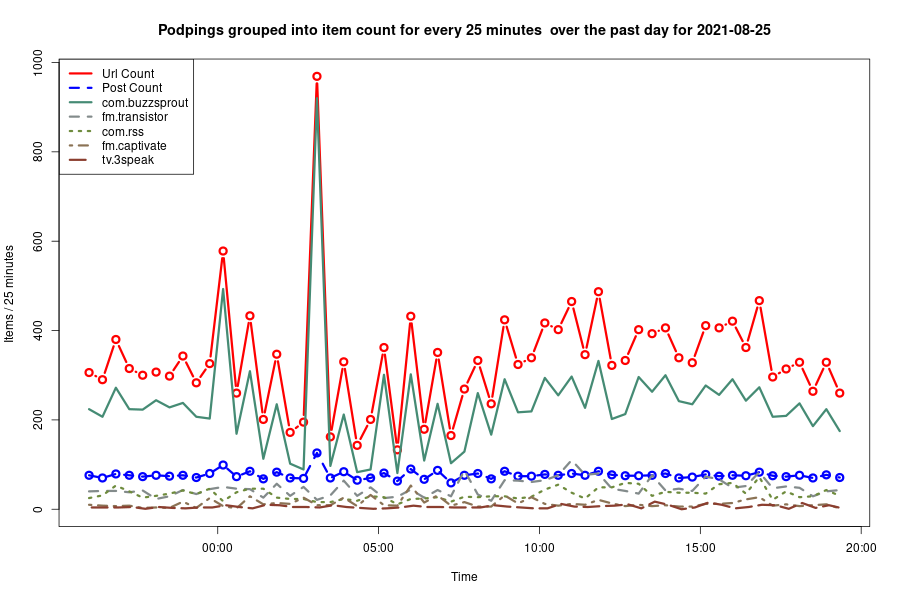 Podpings grouped into item count for every 25 minutes  over the past day for 2021-08-25
Url Count
Post Count
com.buzzsprout
fm.transistor
com.rss
fm.captivate
tv.3speak
1000
800
600
400
200
0
Items / 25 minutes
00:00
05:00
10:00
15:00
20:00
Time